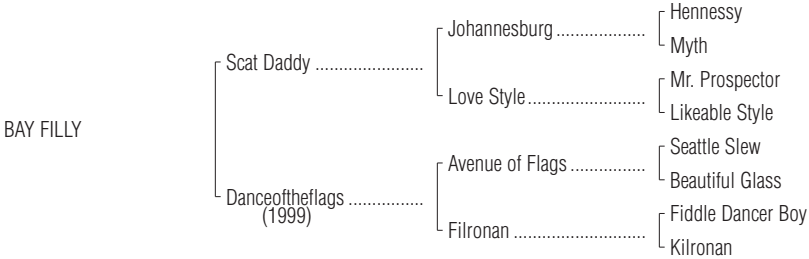 Hennessy
Johannesburg ...................
Myth
Scat Daddy .......................
Mr. Prospector
Love Style.........................
Likeable Style
BAY FILLY
Seattle Slew
Avenue of Flags ................
Beautiful Glass
Danceoftheflags ................
(1999)
Fiddle Dancer Boy
Filronan ............................
Kilronan